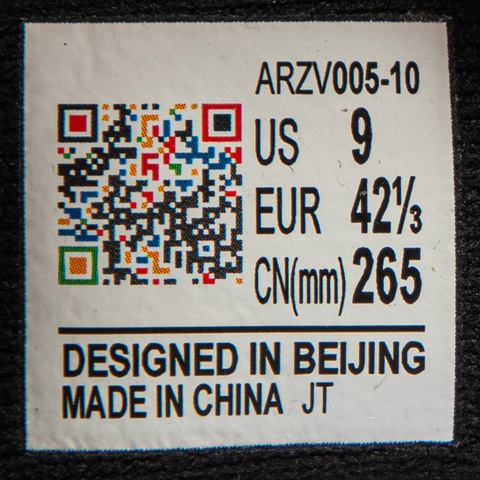 ARZV005-10
US 9
EUR 42⅓
CN(mm) 265
DESIGNED IN BEIJING
MADE IN CHINA JT